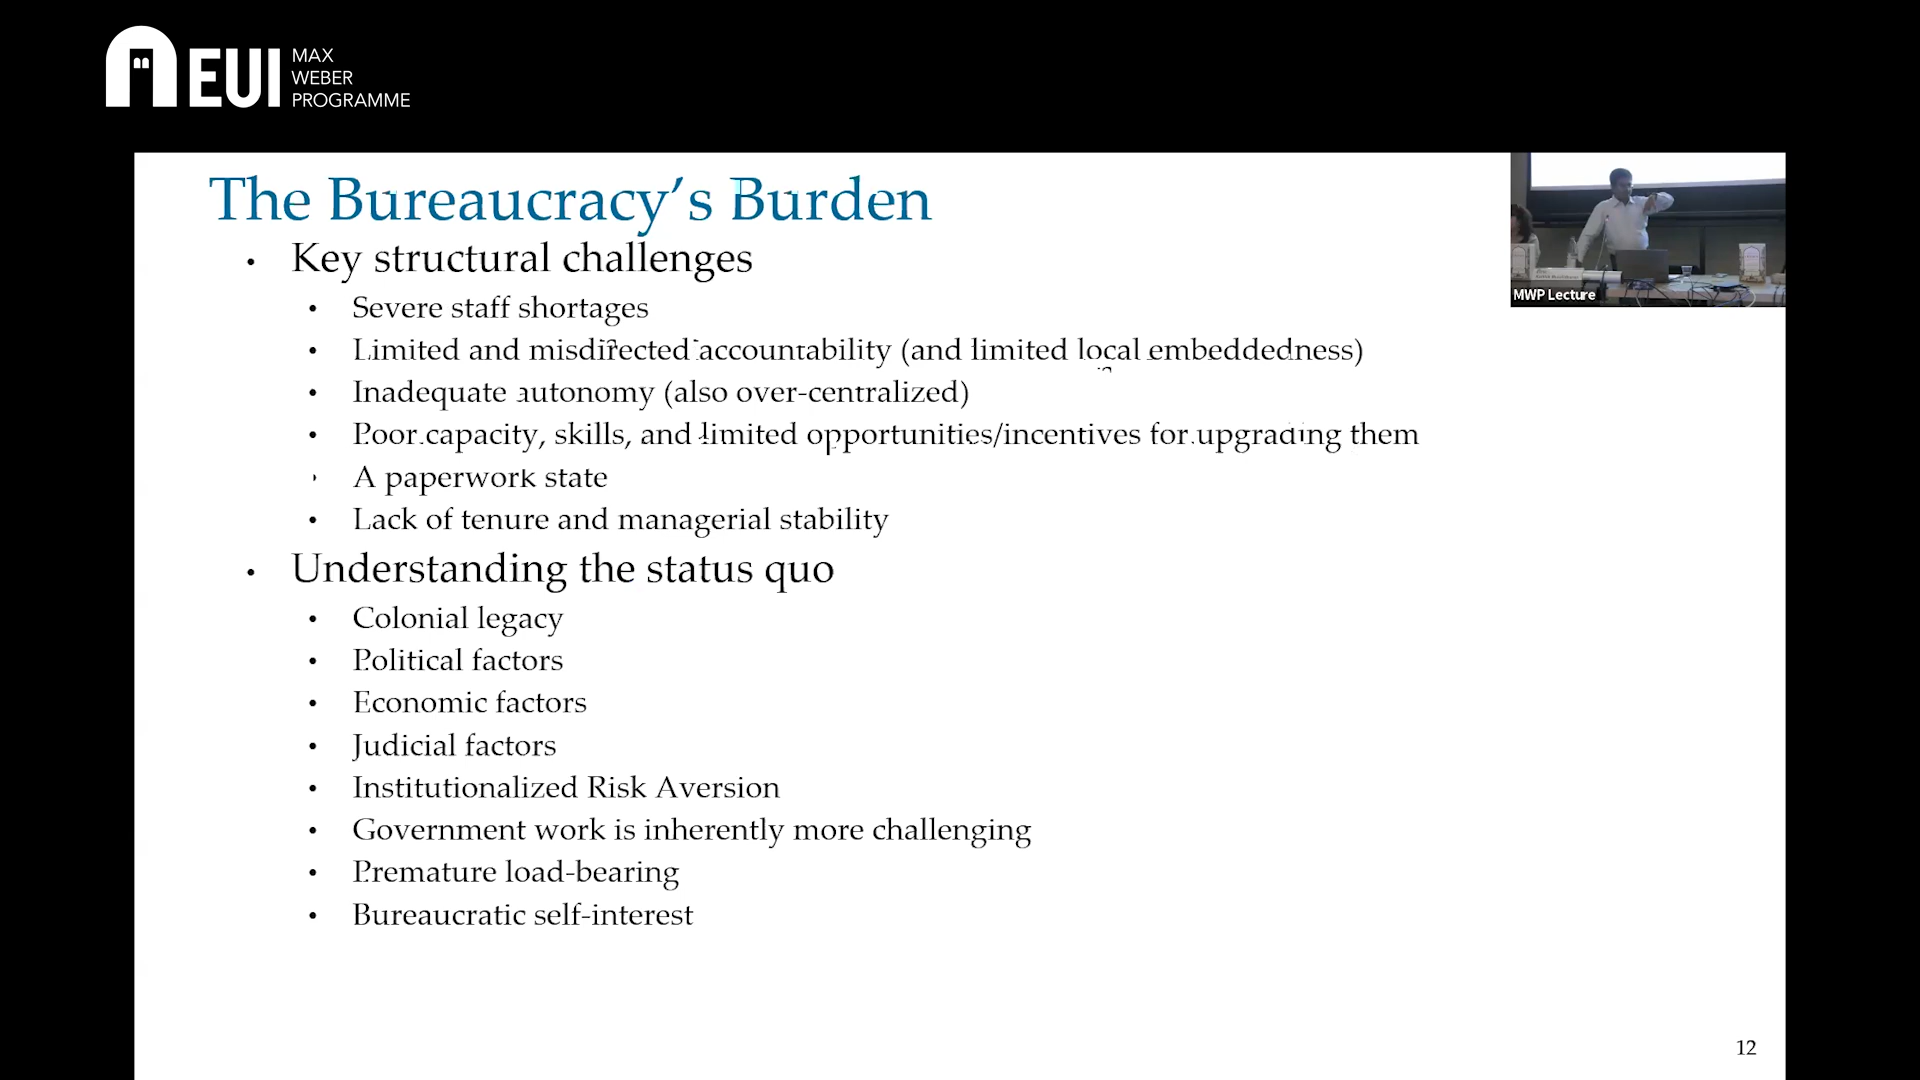 EUI
MAX
WEBER
PROGRAMME
The Bureaucracy's Burden
• Key structural challenges
• Severe staff shortages
• Limited and misdirected accountability (and limited local embeddedness)
• Inadequate autonomy (also over-centralized)
• Poor capacity, skills, and limited opportunities/incentives for upgrading them
• A paperwork state
• Lack of tenure and managerial stability
• Understanding the status quo
• Colonial legacy
• Political factors
• Economic factors
• Judicial factors
• Institutionalized Risk Aversion
• Government work is inherently more challenging
• Premature load-bearing
• Bureaucratic self-interest
MWP Lecture
12